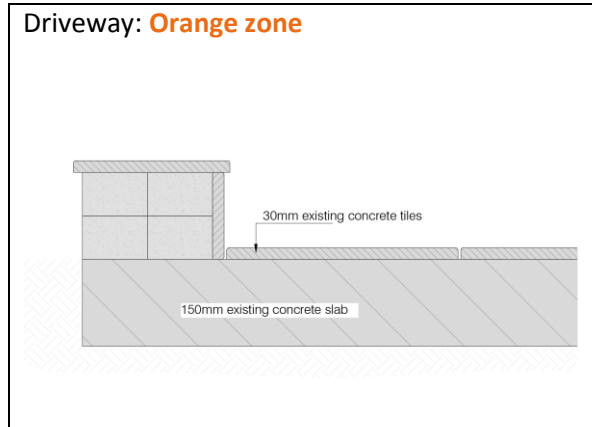 Driveway: Orange zone
30mm existing concrete tiles
150mm existing concrete slab